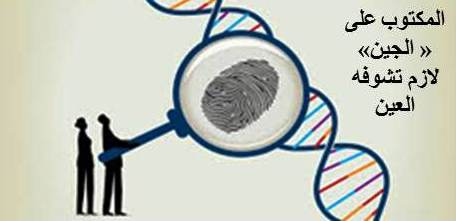 المكتوب على
« الجين»
لازم تشوفه
العين